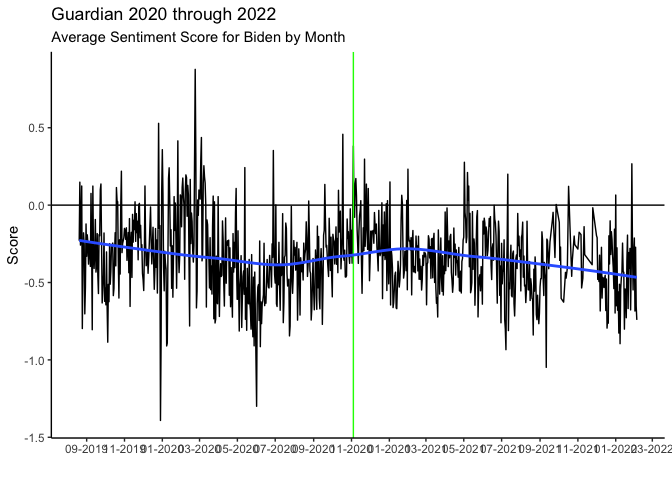 Guardian 2020 through 2022
Average Sentiment Score for Biden by Month
Score
0.5
0.0
-0.5
-1.0
-1.5
09-2019 11-2019 01-2020 03-2020 05-2020 07-2020 09-2020 11-2020 01-2021 03-2021 05-2021 07-2021 09-2021 11-2021 01-2022 03-2022